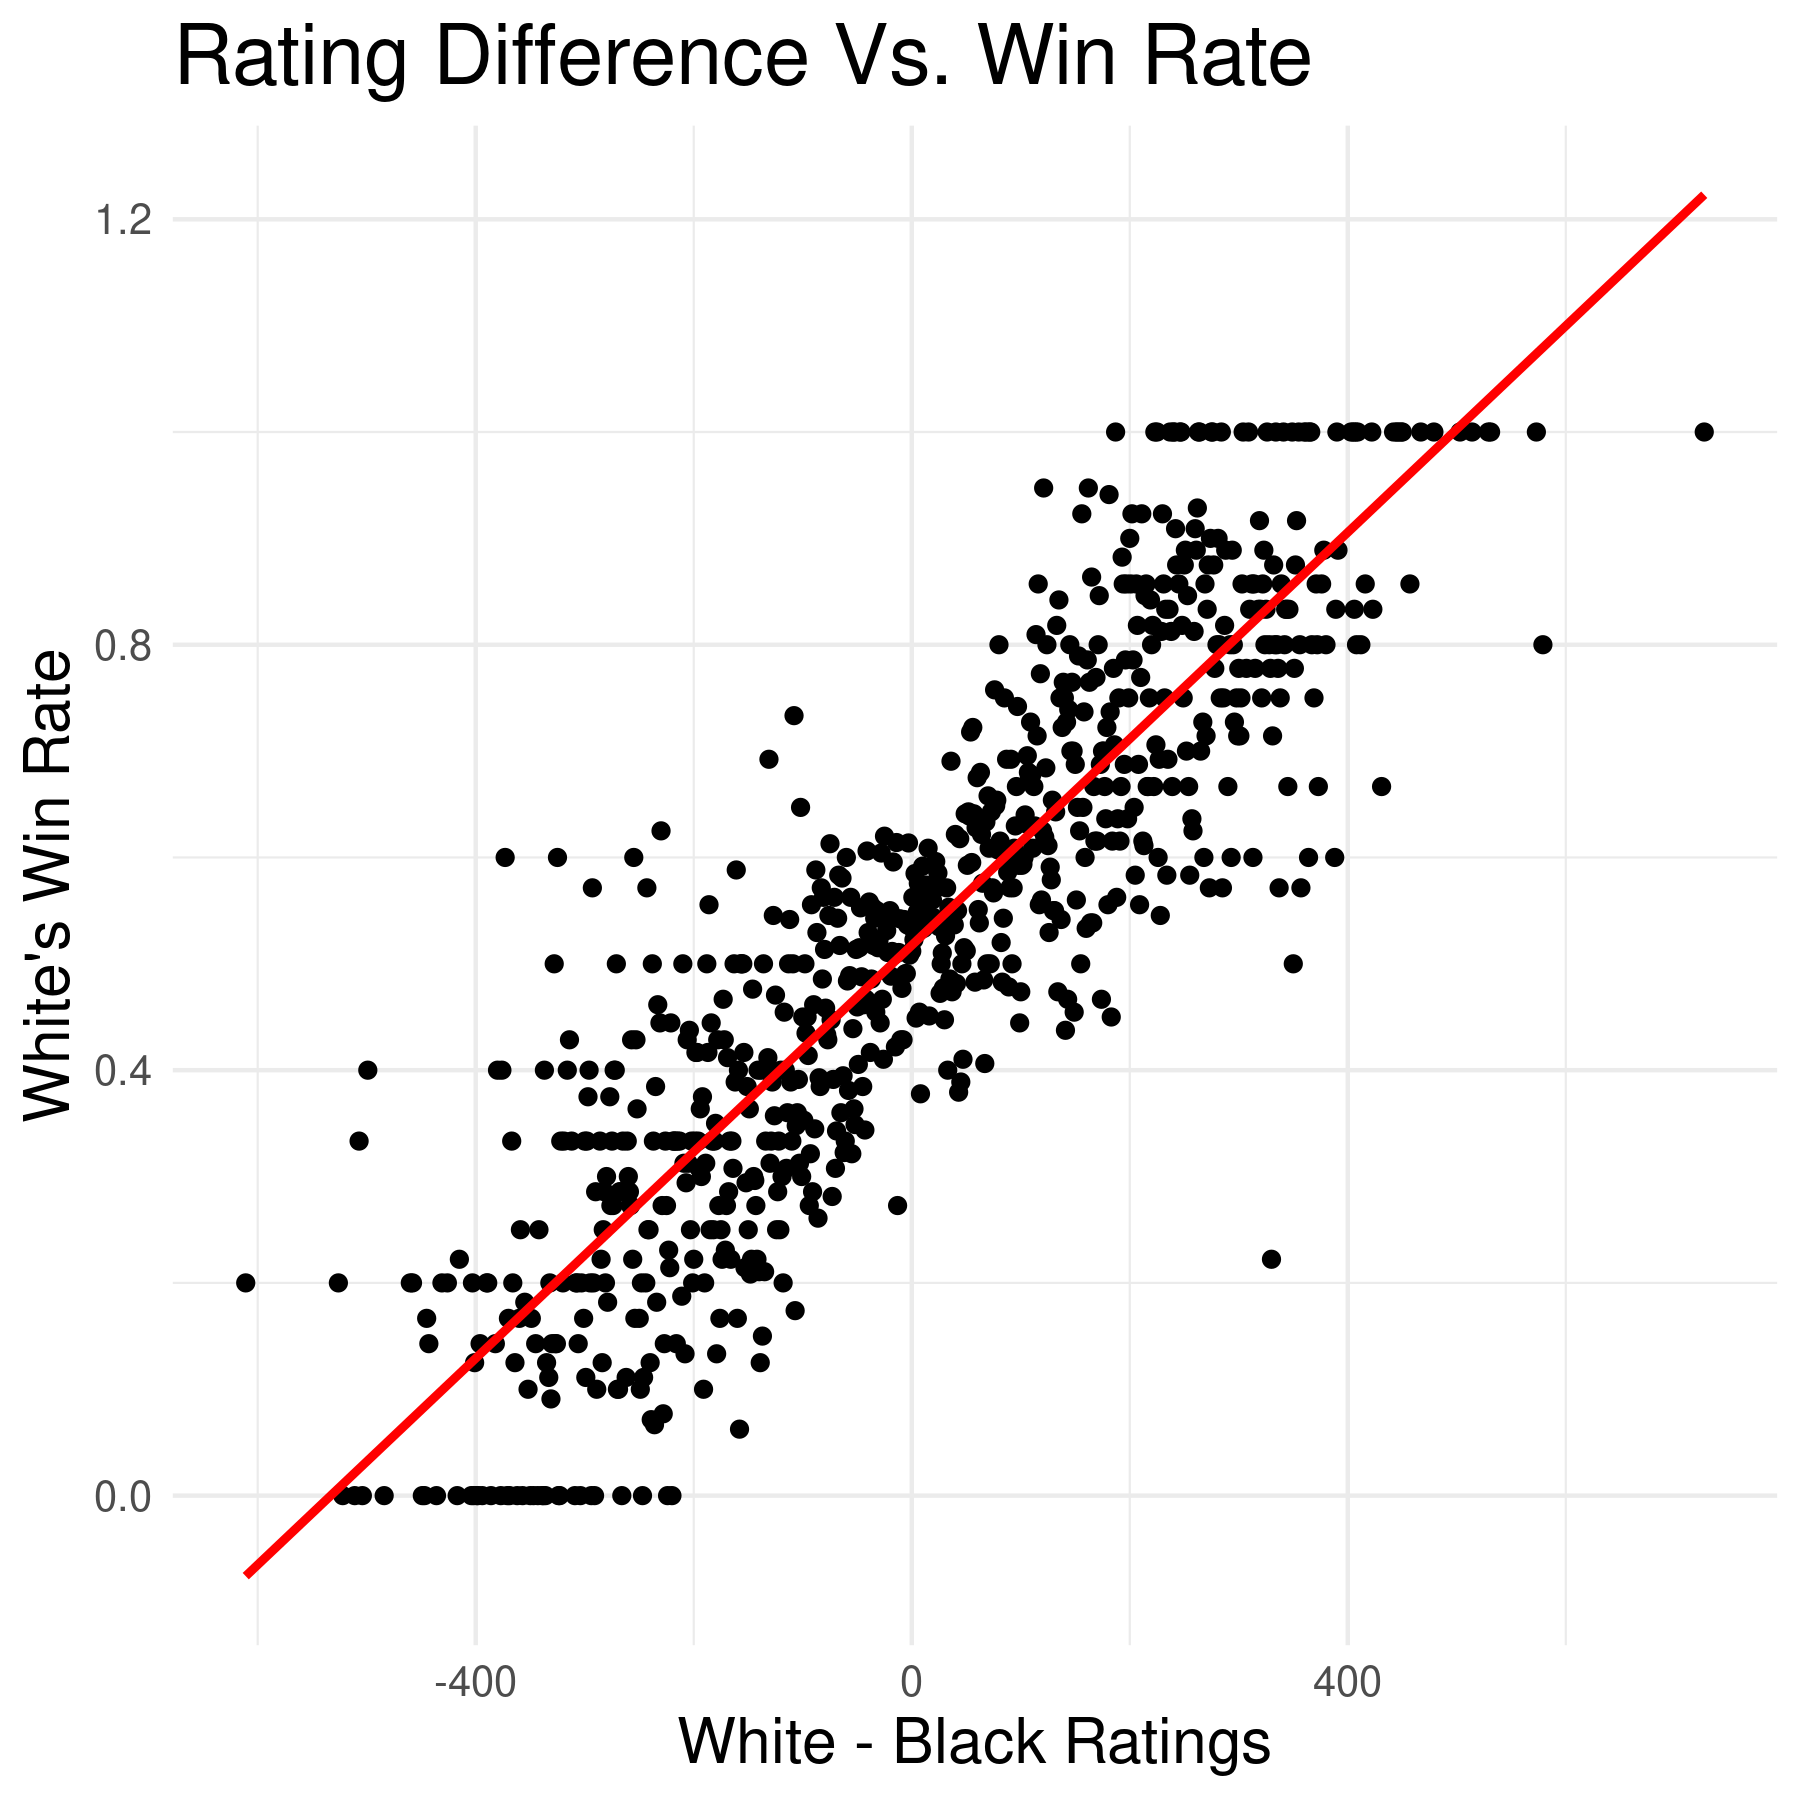 Rating Difference Vs. Win Rate
1.2
0.8
0.4
0.0
White's Win Rate
-400 0 400
White - Black Ratings